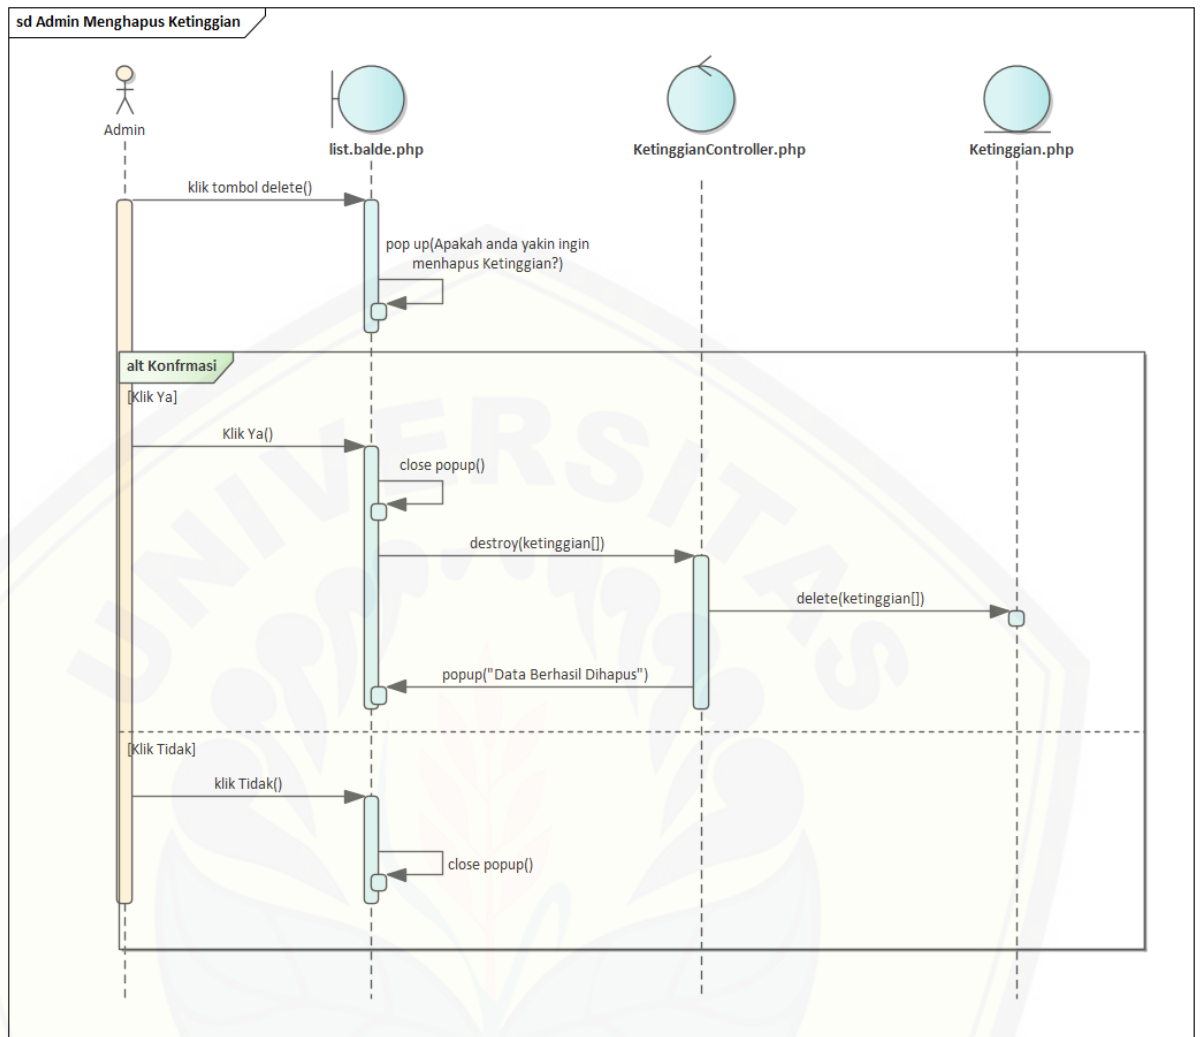 sd Admin Menghapus Ketinggian
Admin
list.balde.php
KetinggianController.php
Ketinggian.php
klik tombol delete()
pop up(Apakah anda yakin ingin
menhapus Ketinggian?)
alt Konfrmasi
[Klik Ya]
Klik Ya()
close popup()
destroy(ketinggian[])
delete(ketinggian[])
popup("Data Berhasil Dihapus")
[Klik Tidak]
klik Tidak()
close popup()
UNIVERSITAS